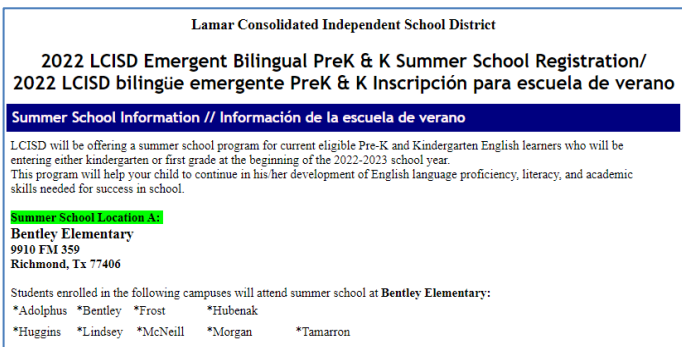 Lamar Consolidated Independent School District
2022 LCISD Emergent Bilingual PreK & K Summer School Registration/
2022 LCISD bilingüe emergente PreK & K Inscripción para escuela de verano
Summer School Information // Información de la escuela de verano
LCISD will be offering a summer school program for current eligible Pre-K and Kindergarten English learners who will be
entering either kindergarten or first grade at the beginning of the 2022-2023 school year.
This program will help your child to continue in his/her development of English language proficiency, literacy, and academic
skills needed for success in school.
Summer School Location A:
Bentley Elementary
9910 FM 359
Richmond, Tx 77406
Students enrolled in the following campuses will attend summer school at Bentley Elementary:
*Adolphus *Bentley *Frost *Hubenak
*Huggins *Lindsey *McNeill *Morgan *Tamarron